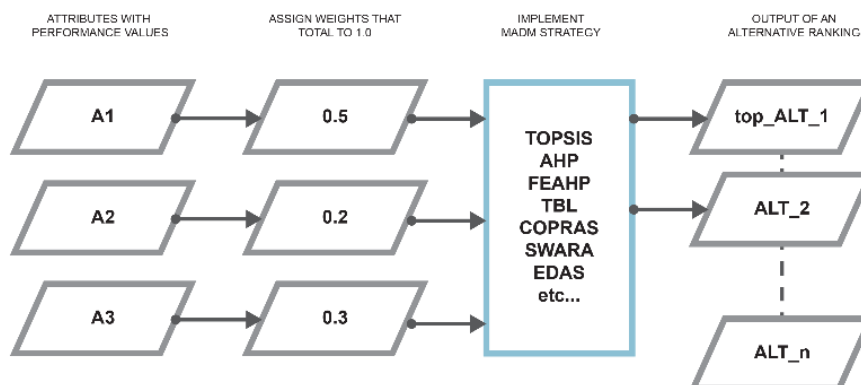 ATTRIBUTES WITH
PERFORMANCE VALUES
ASSIGN WEIGHTS THAT
TOTAL TO 1.0
IMPLEMENT
MADM STRATEGY
OUTPUT OF AN
ALTERNATIVE RANKING
A1
0.5
A2
0.2
A3
0.3
TOPSIS
AHP
FEAHP
TBL
COPRAS
SWARA
EDAS
etc...
top_ALT_1
ALT_2
ALT_n